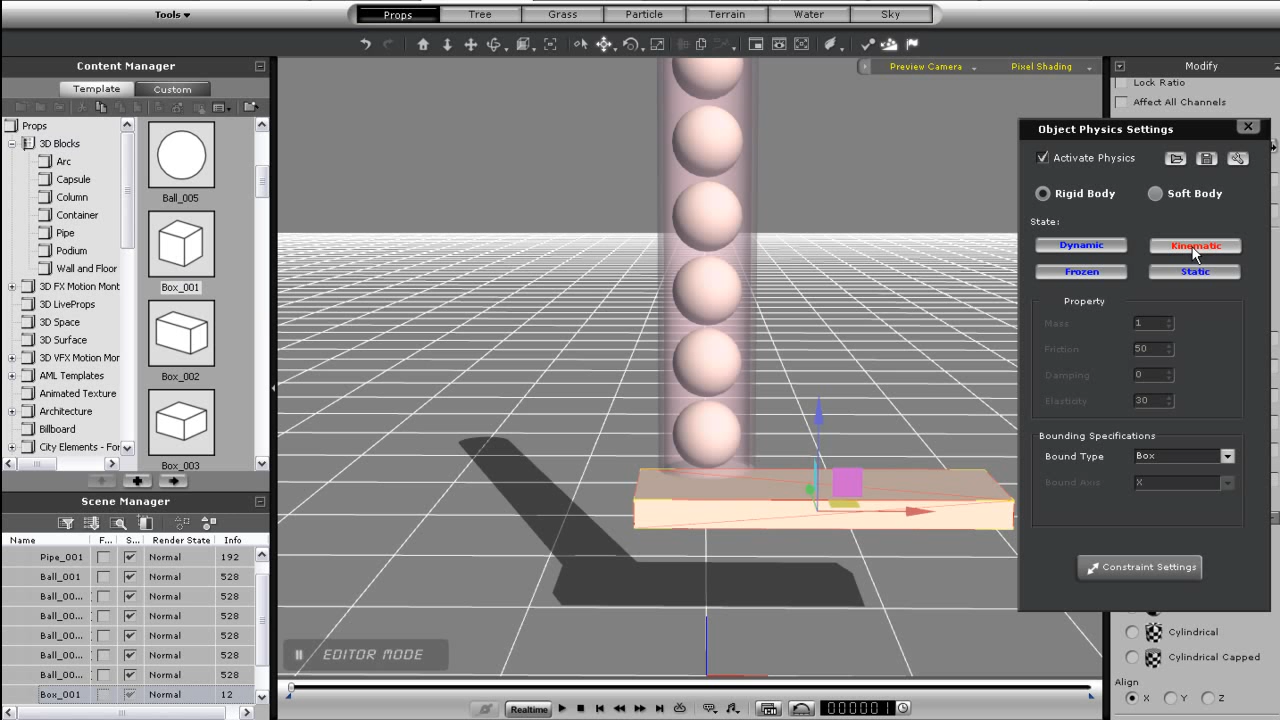 Tools
Props Tree Grass Particle Terrain Water Sky
Content Manager
Template Custom
Props
3D Blocks
Arc
Capsule
Column
Container
Pipe
Podium
Wall and Floor
3D FX Motion Mont
3D LiveProps
3D Space
3D Surface
3D VFX Motion Mor
AML Templates
Animated Texture
Architecture
Billboard
City Elements - For
Ball_005
Box_001
Box_002
Box_003
Scene Manager
Name F... S... Render State Info
Pipe_001 Normal 192
Ball_001 Normal 528
Ball_00... Normal 528
Ball_00... Normal 528
Ball_00... Normal 528
Ball_00... Normal 528
Ball_00... Normal 528
Box_001 Normal 12
Preview Camera Pixel Shading
EDITOR MODE
Realtime
000001
Modify
Lock Ratio
Affect All Channels
Object Physics Settings
Activate Physics
Rigid Body Soft Body
State:
Dynamic Kinematic
Frozen Static
Property
Mass 1
Friction 50
Damping 0
Elasticity 30
Bounding Specifications
Bound Type Box
Bound Axis X
Constraint Settings
Cylindrical
Cylindrical Capped
Align
X Y Z